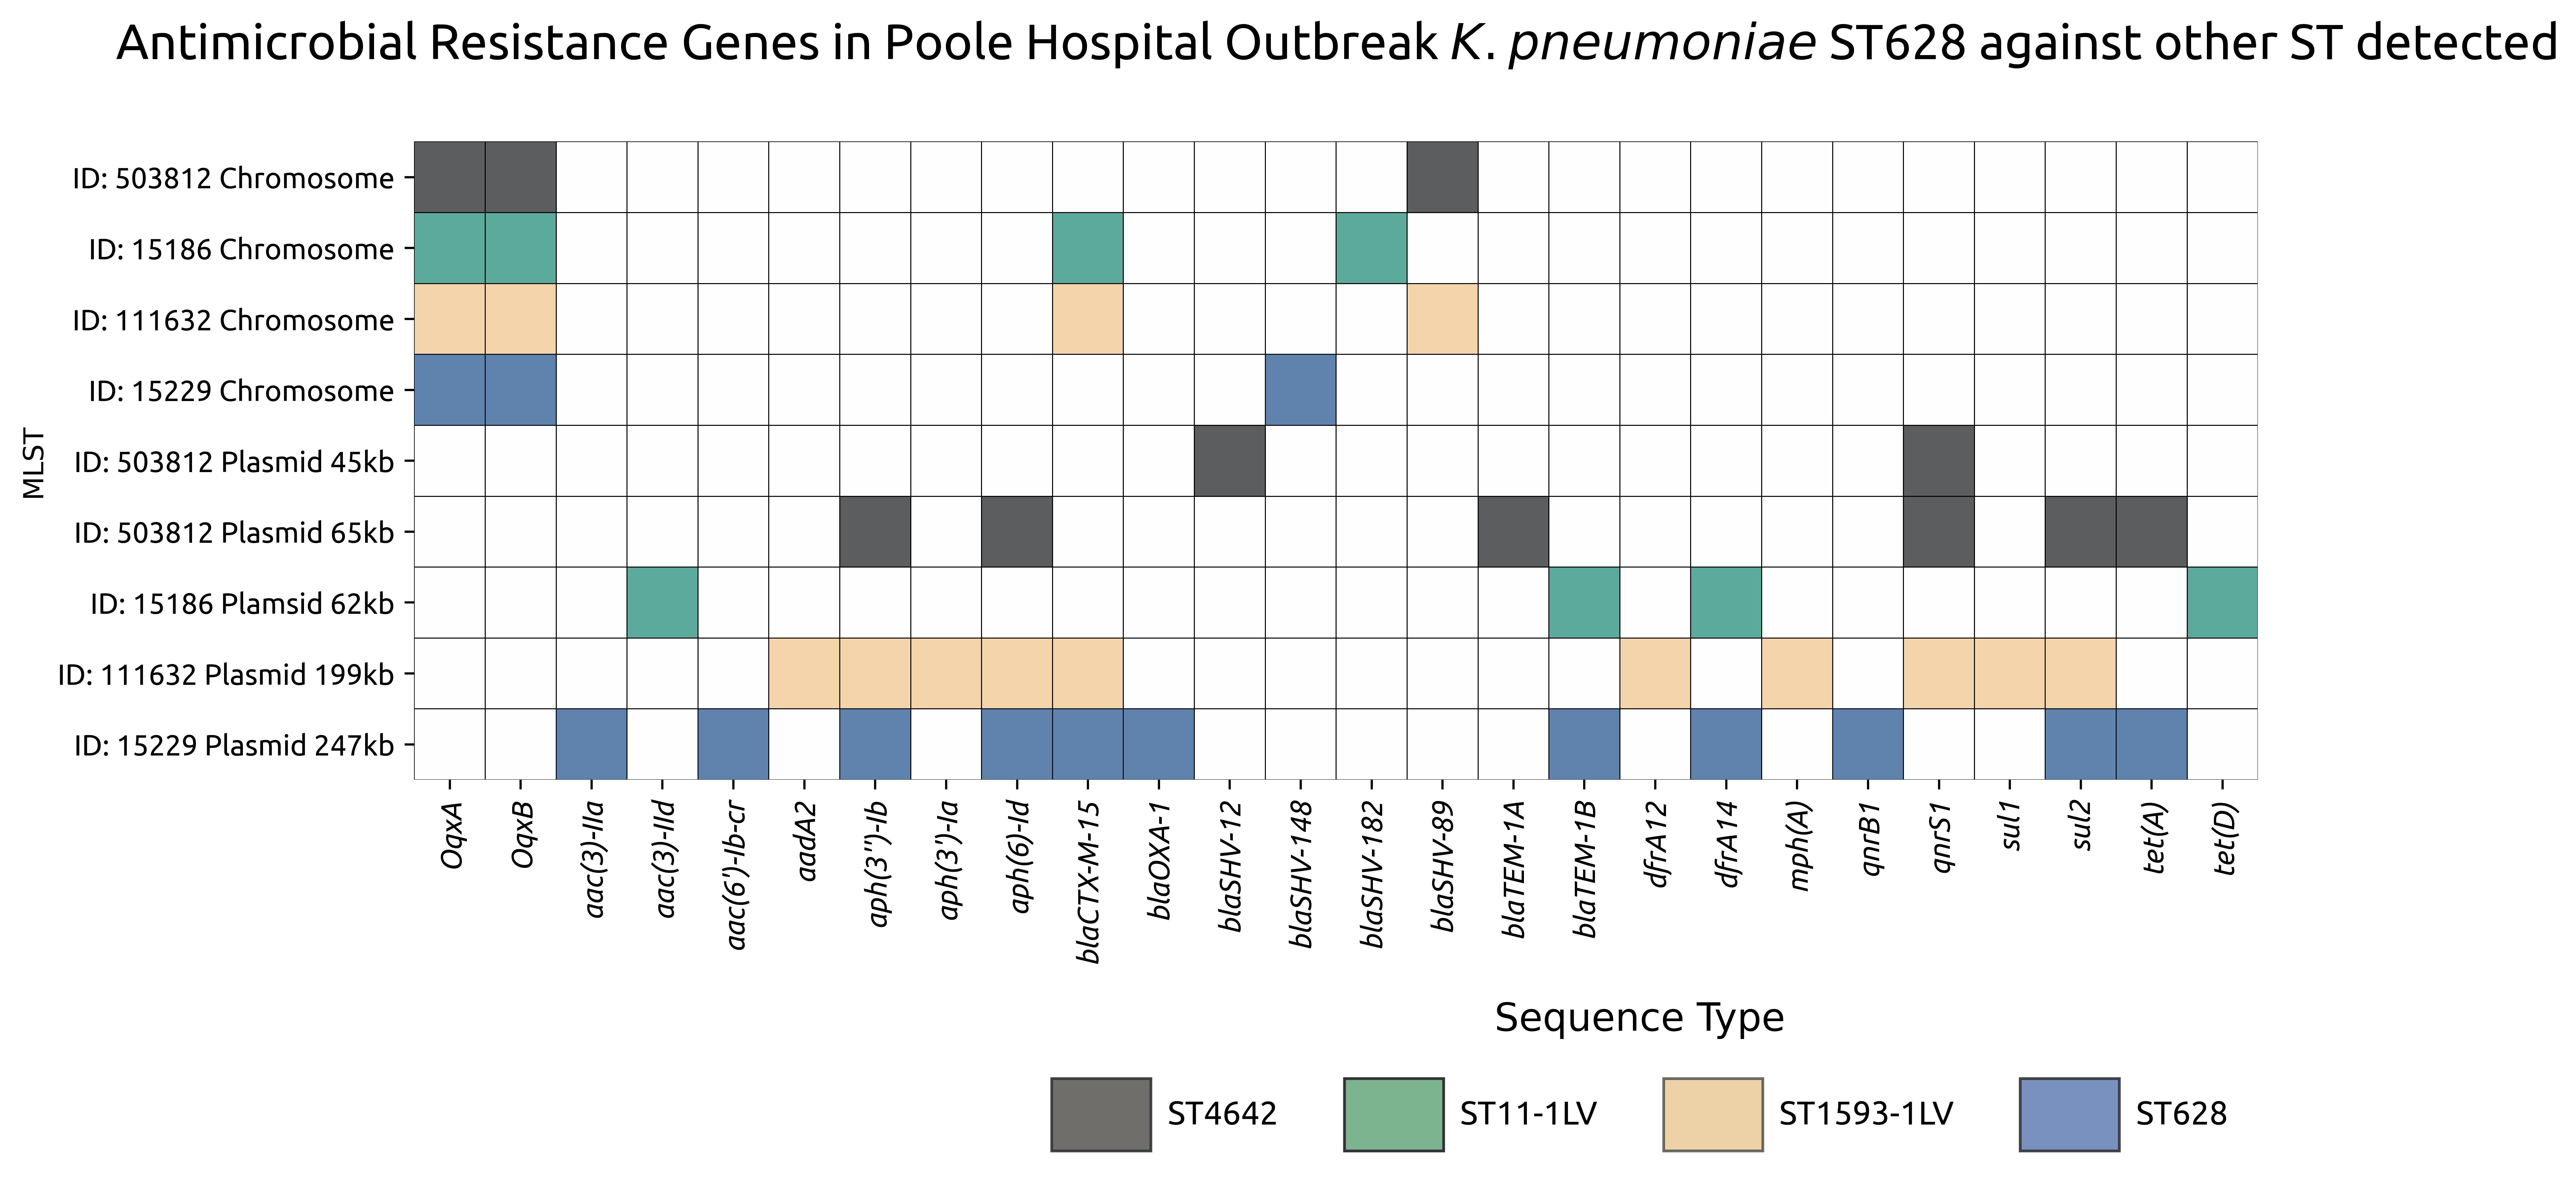 Antimicrobial Resistance Genes in Poole Hospital Outbreak K. pneumoniae ST628 against other ST detected
MLST
ID: 503812 Chromosome
ID: 15186 Chromosome
ID: 111632 Chromosome
ID: 15229 Chromosome
ID: 503812 Plasmid 45kb
ID: 503812 Plasmid 65kb
ID: 15186 Plamsid 62kb
ID: 111632 Plasmid 199kb
ID: 15229 Plasmid 247kb
OqxA
OqxB
aac(3)-IIa
aac(3)-IId
aac(6')-Ib-cr
aadA2
aph(3'')-Ib
aph(3')-Ia
aph(6)-Id
blaCTX-M-15
blaOXA-1
blaSHV-12
blaSHV-148
blaSHV-182
blaSHV-89
blaTEM-1A
blaTEM-1B
dfrA12
dfrA14
mph(A)
qnrB1
qnrS1
sul1
sul2
tet(A)
tet(D)
Sequence Type
ST4642
ST11-1LV
ST1593-1LV
ST628